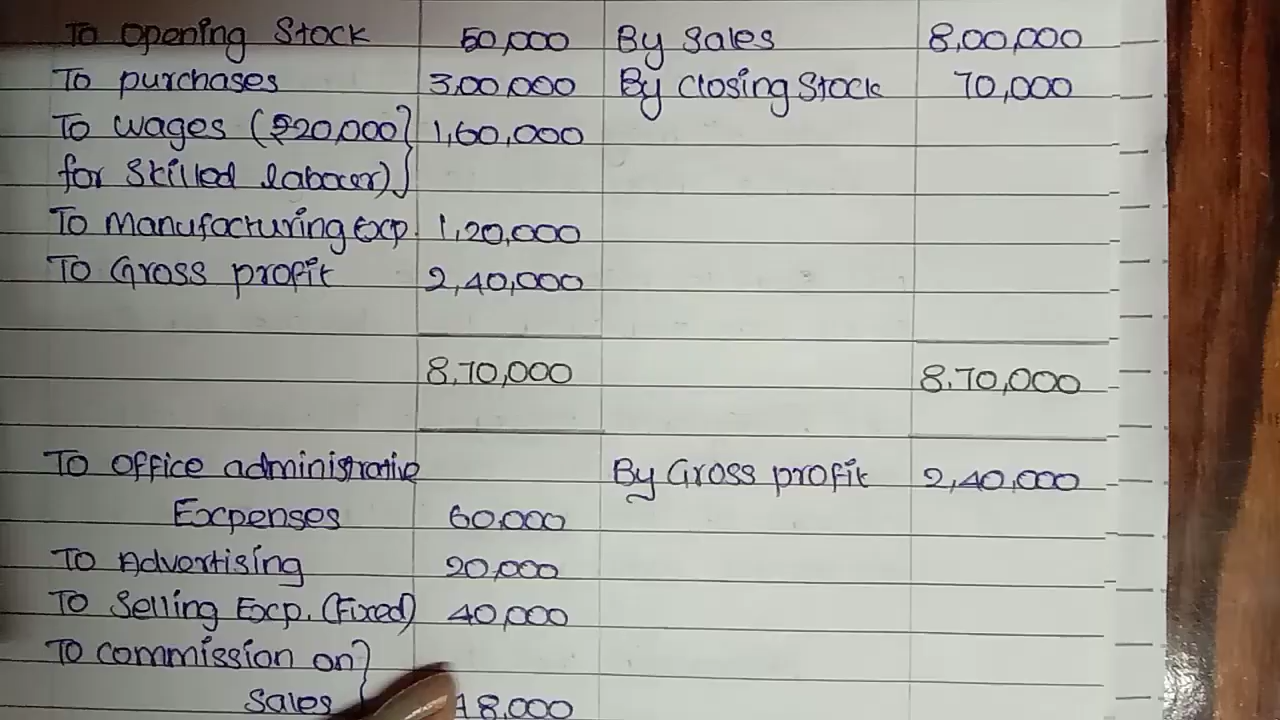 To Opening Stock 50,000 By Sales 8,00,000
To purchases 3,00,000 By Closing Stock 70,000
To wages (₹20,000 1,60,000
for Skilled labour)
To Manufacturing Exp. 1,20,000
To Gross profit 2,40,000
8,70,000 8,70,000
To Office administrative By Gross profit 2,40,000
Expenses 60,000
To Advertising 20,000
To Selling Exp. (Fixed) 40,000
To commission on
Sales 18,000